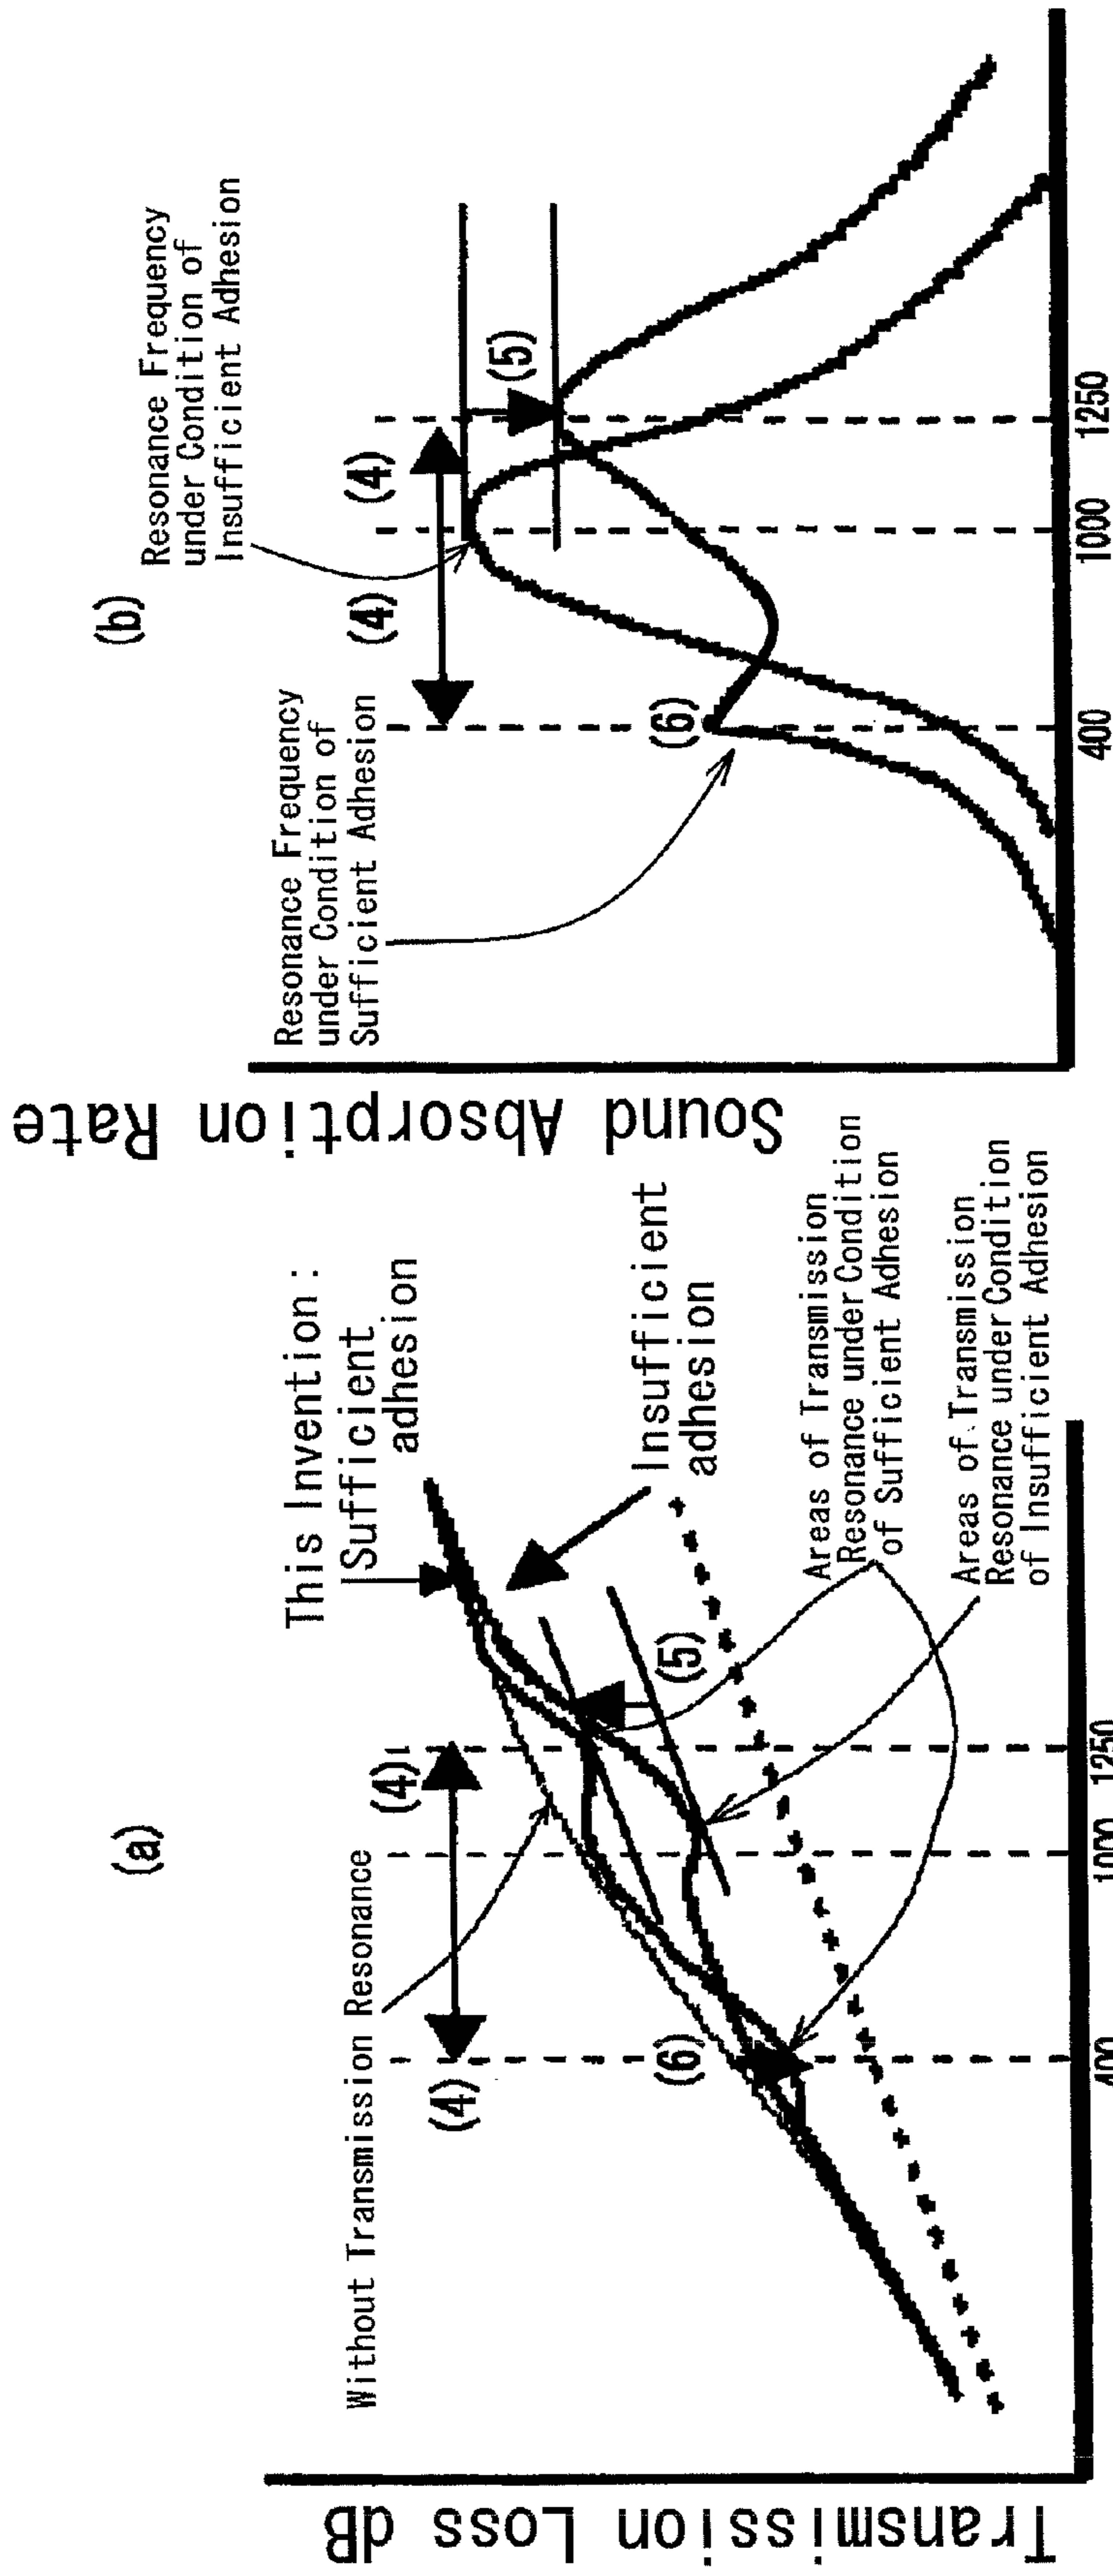 (a)
Transmission Loss dB
Without Transmission Resonance
This Invention:
Sufficient
adhesion
Insufficient
adhesion
(4)
(4)
(5)
(6)
Areas of Transmission
Resonance under Condition
of Sufficient Adhesion
Areas of Transmission
Resonance under Condition
of Insufficient Adhesion
400
1000
1250
(b)
Sound Absorption Rate
Resonance Frequency
under Condition of
Sufficient Adhesion
Resonance Frequency
under Condition of
Insufficient Adhesion
(4)
(4)
(5)
(6)
400
1000
1250